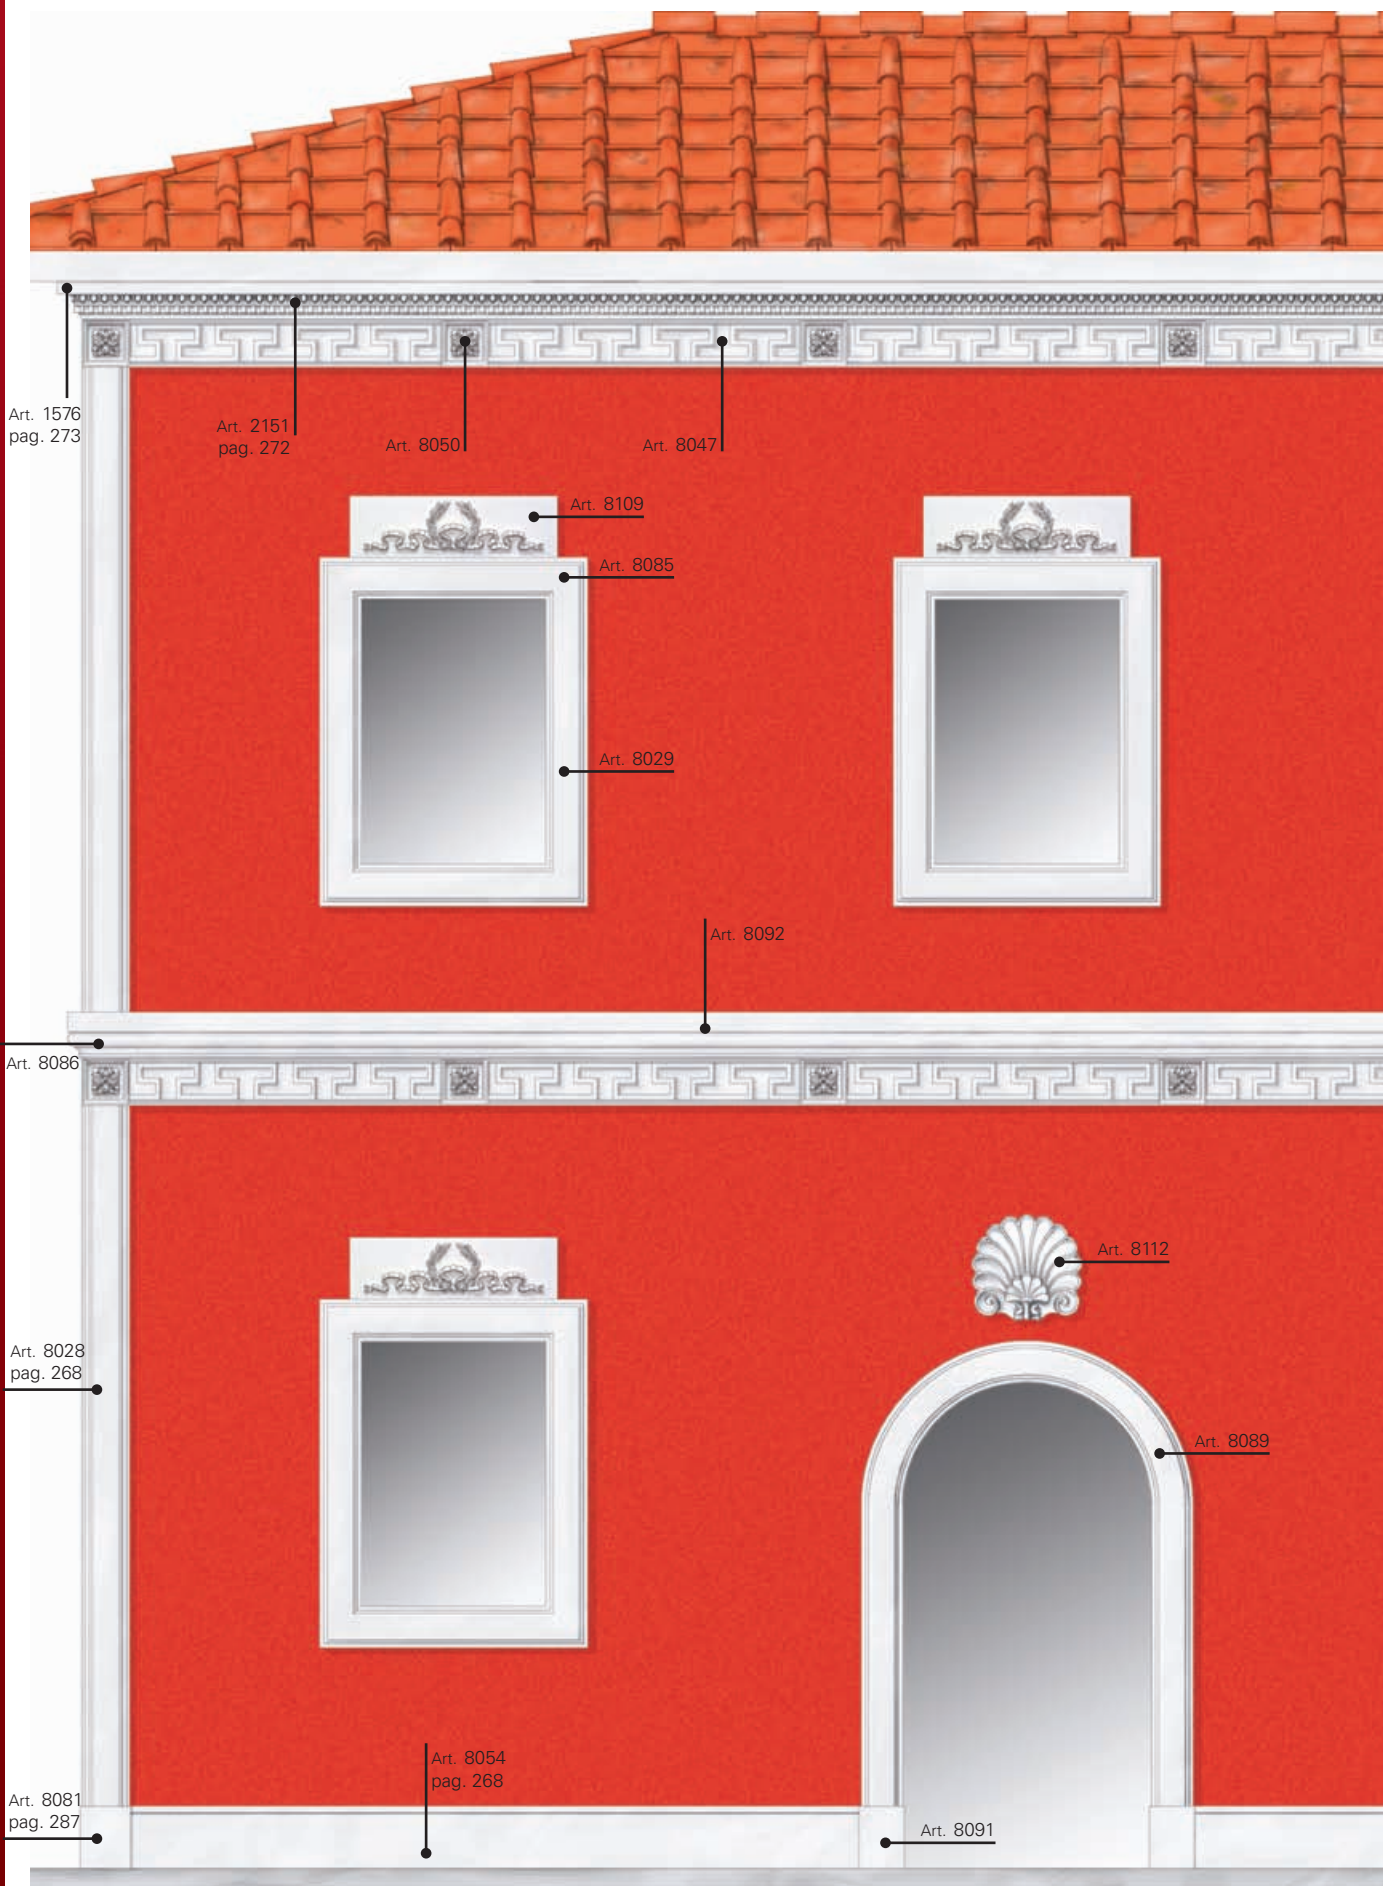 Art. 1576
pag. 273
Art. 2151
pag. 272
Art. 8050
Art. 8047
Art. 8109
Art. 8085
Art. 8029
Art. 8092
Art. 8086
Art. 8112
Art. 8028
pag. 268
Art. 8089
Art. 8054
pag. 268
Art. 8081
pag. 287
Art. 8091